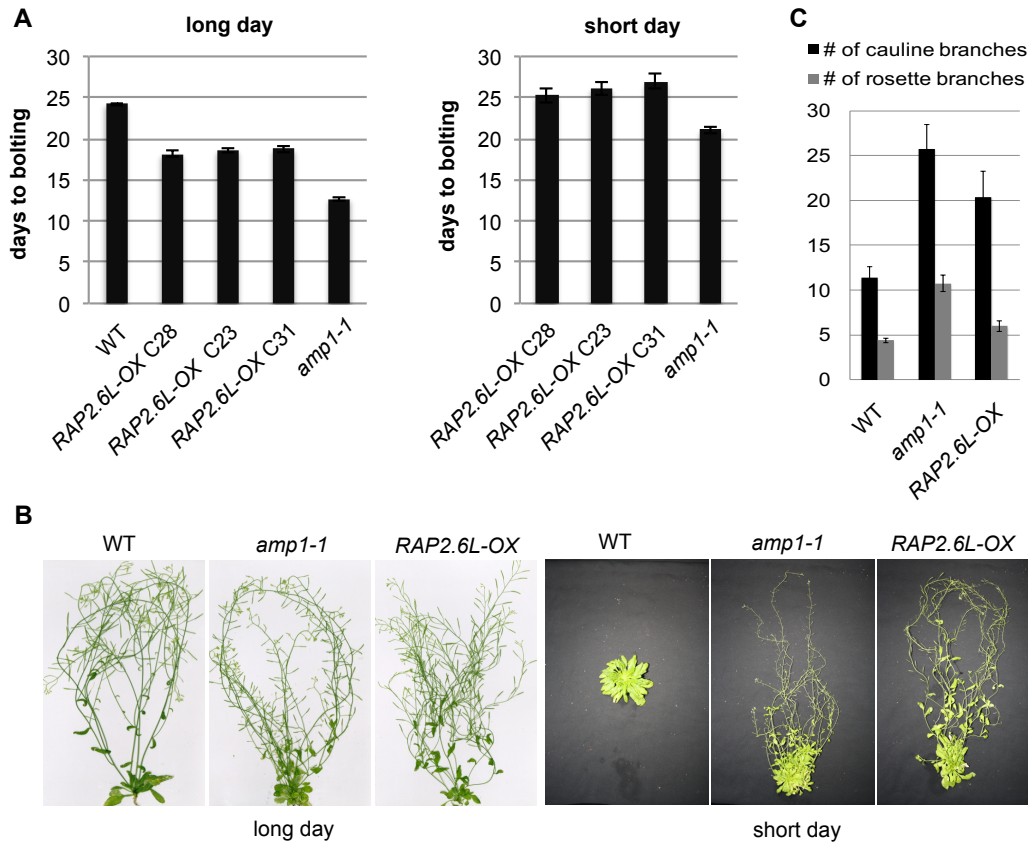 A
long day
days to bolting
30
25
20
15
10
5
0
WT
RAP2.6L-OX C28
RAP2.6L-OX C23
RAP2.6L-OX C31
amp1-1
short day
days to bolting
30
25
20
15
10
5
0
RAP2.6L-OX C28
RAP2.6L-OX C23
RAP2.6L-OX C31
amp1-1
C
# of cauline branches
# of rosette branches
30
25
20
15
10
5
0
WT
amp1-1
RAP2.6L-OX
B
WT
amp1-1
RAP2.6L-OX
WT
amp1-1
RAP2.6L-OX
long day
short day